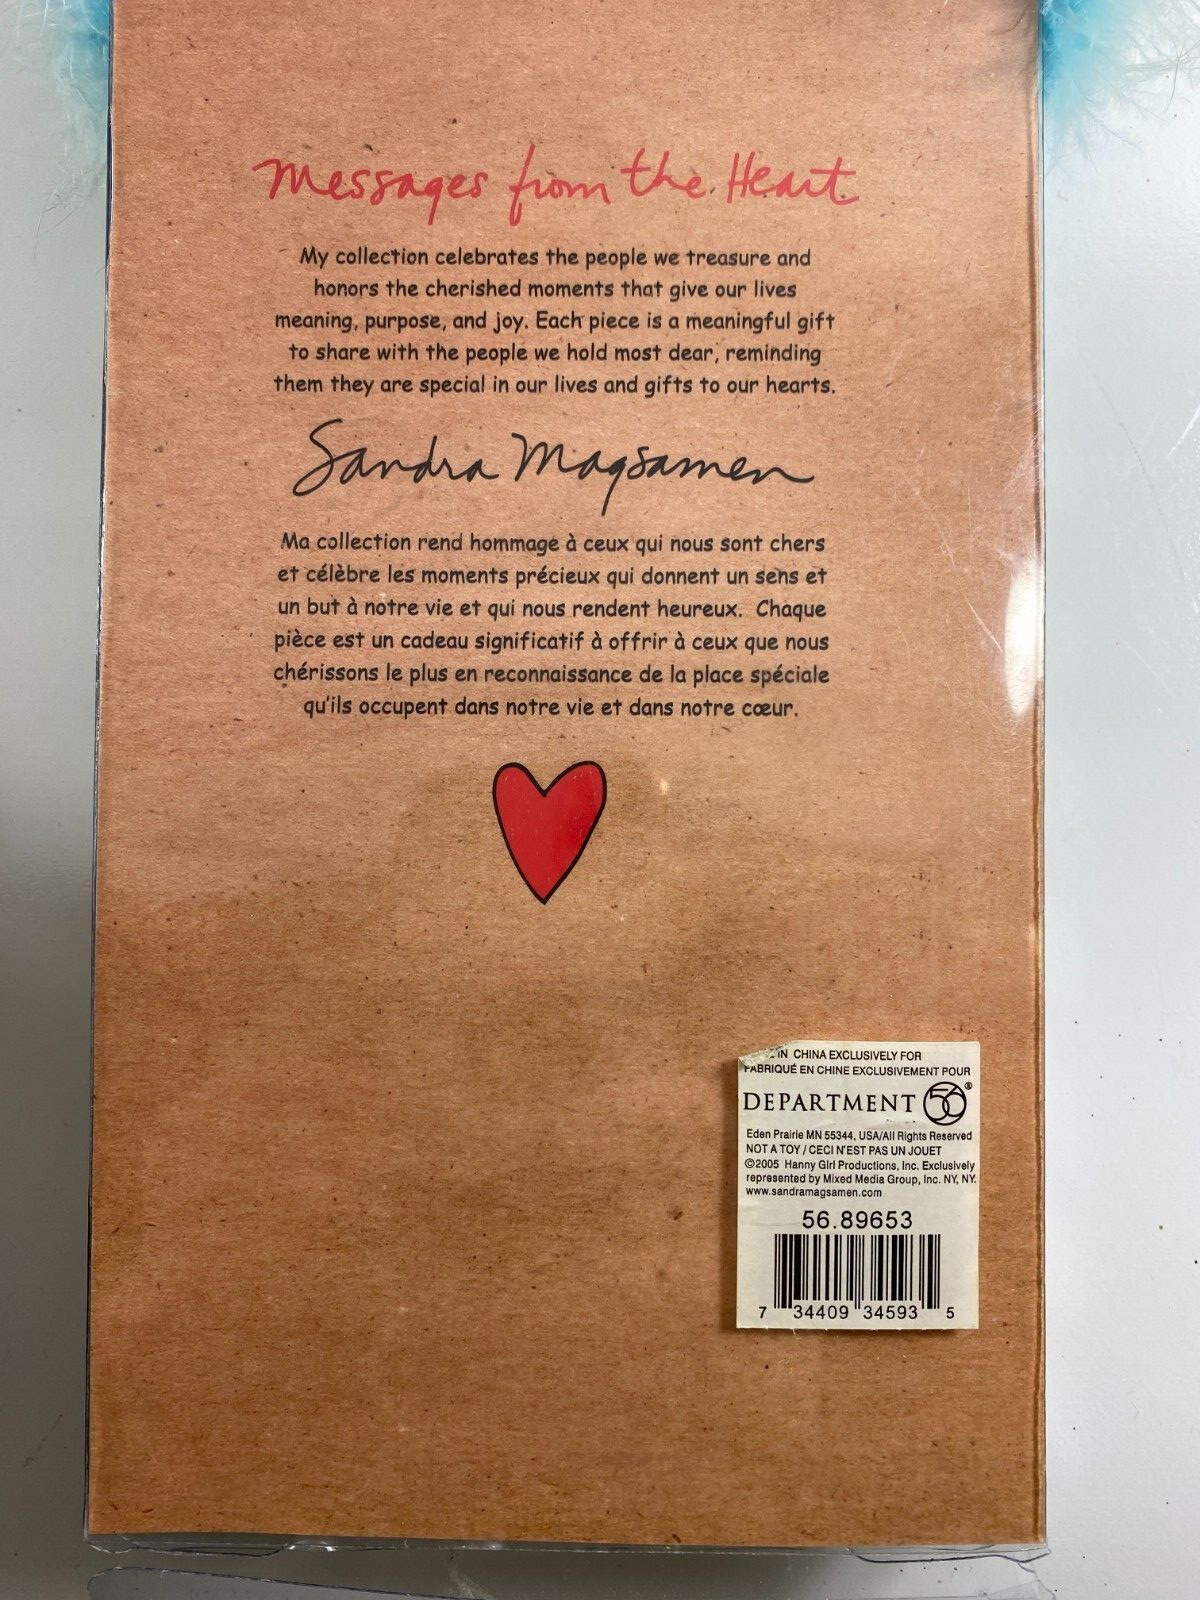 Messages from the Heart
My collection celebrates the people we treasure and
honors the cherished moments that give our lives
meaning, purpose, and joy. Each piece is a meaningful gift
to share with the people we hold most dear, reminding
them they are special in our lives and gifts to our hearts.
Sandra Magsamen
Ma collection rend hommage à ceux qui nous sont chers
et célèbre les moments précieux qui donnent un sens et
un but à notre vie et qui nous rendent heureux. Chaque
pièce est un cadeau significatif à offrir à ceux que nous
chérissons le plus en reconnaissance de la place spéciale
qu'ils occupent dans notre vie et dans notre cœur.
IN CHINA EXCLUSIVELY FOR
FABRIQUÉ EN CHINE EXCLUSIVEMENT POUR
DEPARTMENT 56®
Eden Prairie MN 55344, USA/All Rights Reserved
NOT A TOY / CECI N'EST PAS UN JOUET
©2005 Hanny Girl Productions, Inc. Exclusively
represented by Mixed Media Group, Inc. NY, NY.
www.sandramagsamen.com
56.89653
7 34409 34593 5